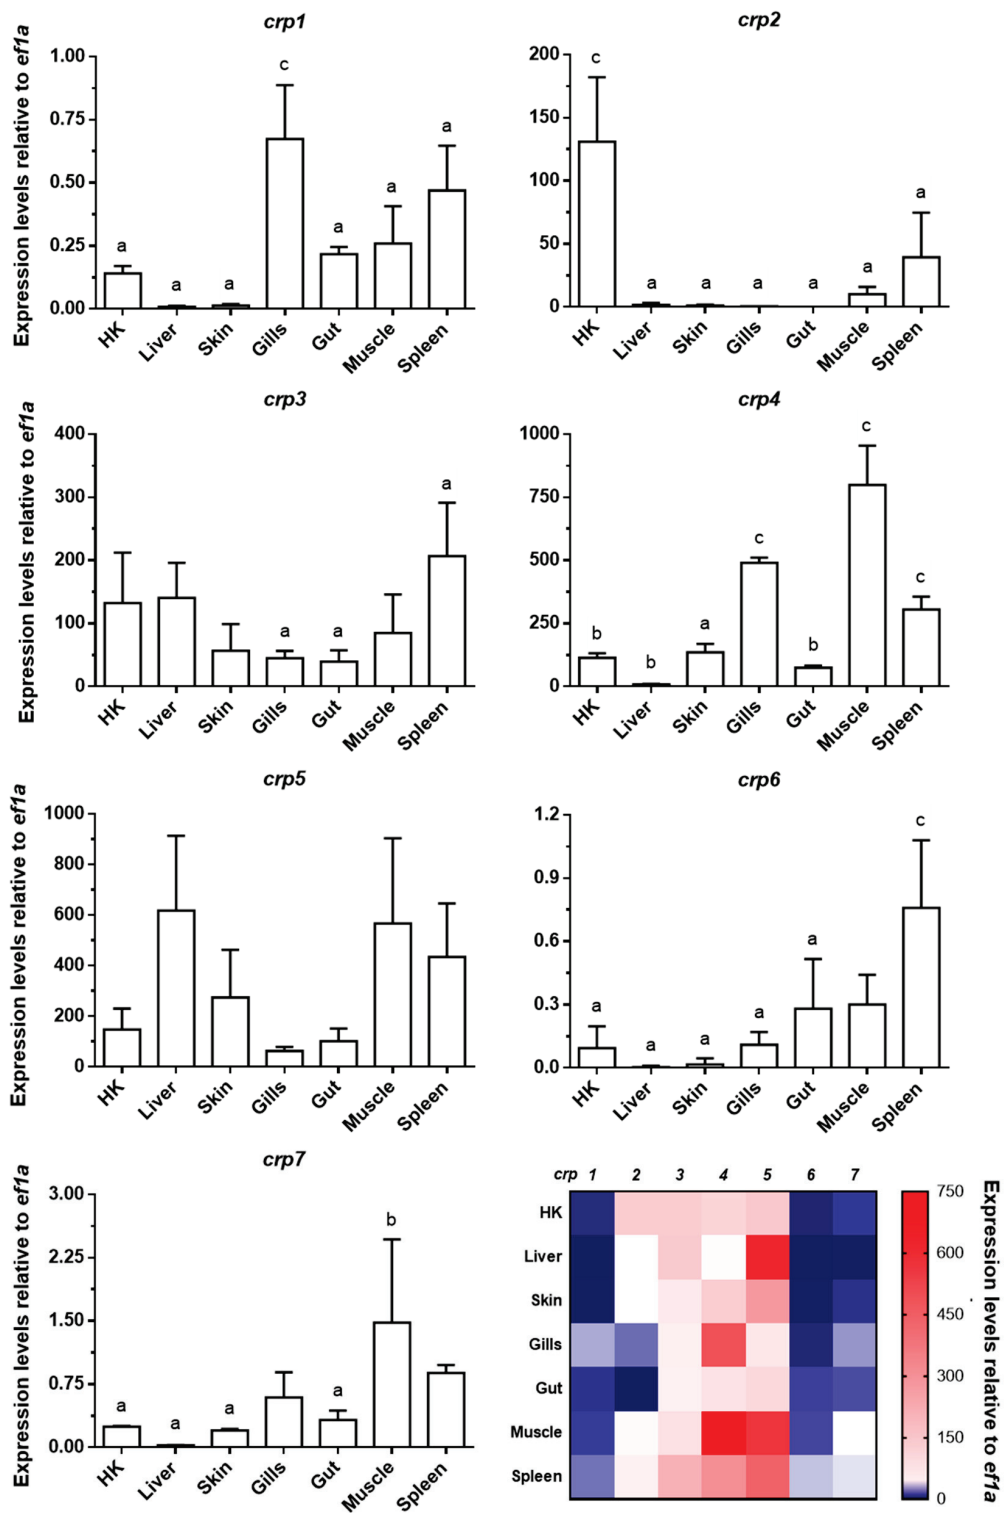 crp1
Expression levels relative to ef1a
1.00
0.75
0.50
0.25
0.00
a a a c a a a
HK Liver Skin Gills Gut Muscle Spleen
crp2
200
150
100
50
0
c a a a a a a
HK Liver Skin Gills Gut Muscle Spleen
crp3
Expression levels relative to ef1a
400
300
200
100
0
a a a
HK Liver Skin Gills Gut Muscle Spleen
crp4
1000
750
500
250
0
b b a c b c c
HK Liver Skin Gills Gut Muscle Spleen
crp5
Expression levels relative to ef1a
1000
800
600
400
200
0
HK Liver Skin Gills Gut Muscle Spleen
crp6
1.2
0.9
0.6
0.3
0.0
a a a a a c
HK Liver Skin Gills Gut Muscle Spleen
crp7
Expression levels relative to ef1a
3.00
2.25
1.50
0.75
0.00
a a a a b
HK Liver Skin Gills Gut Muscle Spleen
crp 1 2 3 4 5 6 7
HK
Liver
Skin
Gills
Gut
Muscle
Spleen
750
600
450
300
150
0
Expression levels relative to ef1a